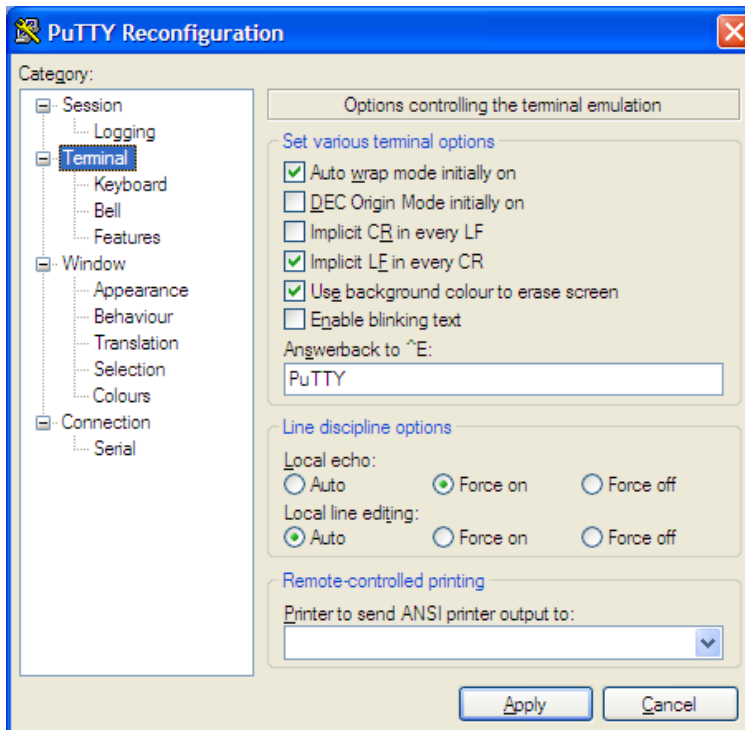 PuTTY Reconfiguration
Category:
Session
Logging
Terminal
Keyboard
Bell
Features
Window
Appearance
Behaviour
Translation
Selection
Colours
Connection
Serial
Options controlling the terminal emulation
Set various terminal options
Auto wrap mode initially on
DEC Origin Mode initially on
Implicit CR in every LF
Implicit LF in every CR
Use background colour to erase screen
Enable blinking text
Answerback to ^E:
PuTTY
Line discipline options
Local echo:
Auto Force on Force off
Local line editing:
Auto Force on Force off
Remote-controlled printing
Printer to send ANSI printer output to:
Apply Cancel